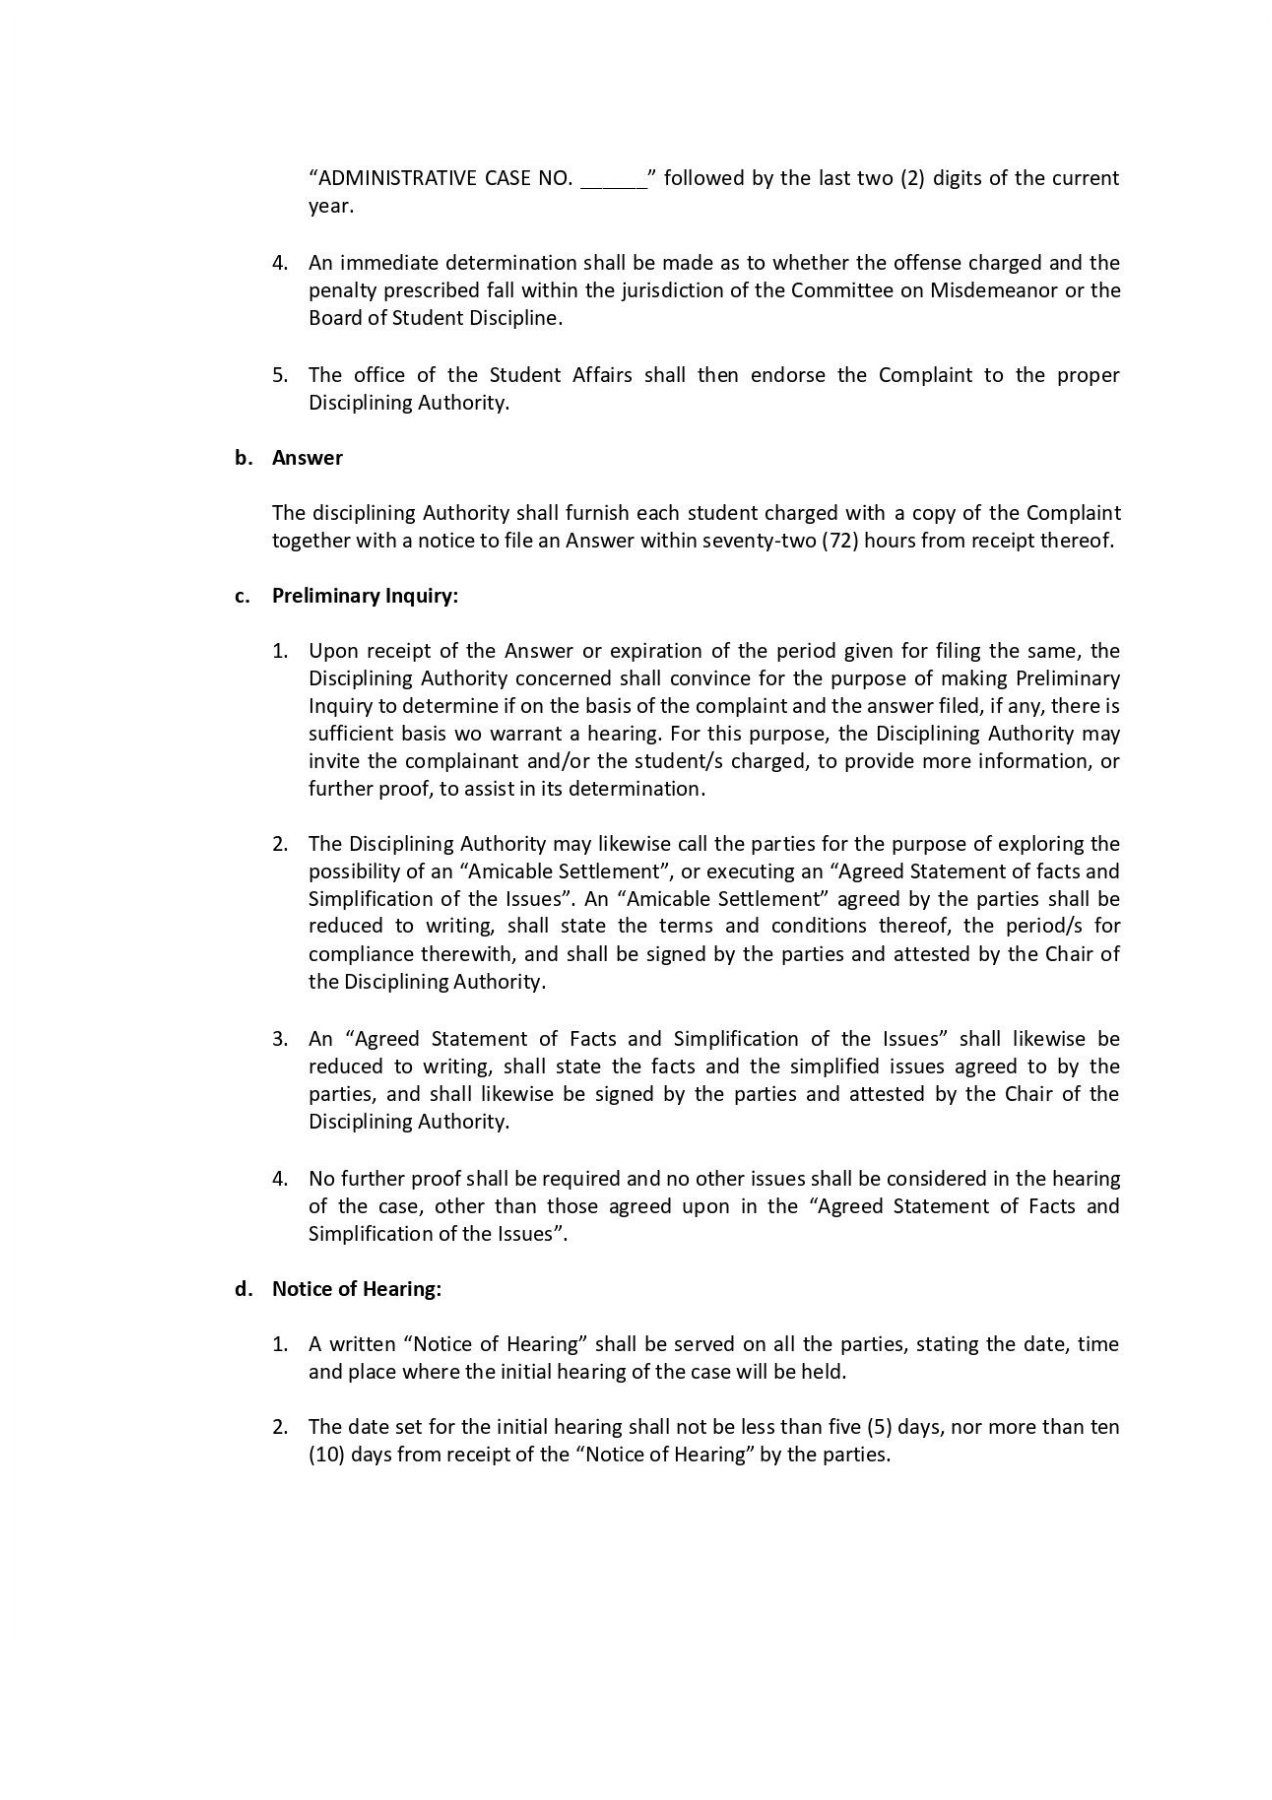 “ADMINISTRATIVE CASE NO. ______” followed by the last two (2) digits of the current
year.
4. An immediate determination shall be made as to whether the offense charged and the
penalty prescribed fall within the jurisdiction of the Committee on Misdemeanor or the
Board of Student Discipline.
5. The office of the Student Affairs shall then endorse the Complaint to the proper
Disciplining Authority.
b. Answer
The disciplining Authority shall furnish each student charged with a copy of the Complaint
together with a notice to file an Answer within seventy-two (72) hours from receipt thereof.
c. Preliminary Inquiry:
1. Upon receipt of the Answer or expiration of the period given for filing the same, the
Disciplining Authority concerned shall convince for the purpose of making Preliminary
Inquiry to determine if on the basis of the complaint and the answer filed, if any, there is
sufficient basis wo warrant a hearing. For this purpose, the Disciplining Authority may
invite the complainant and/or the student/s charged, to provide more information, or
further proof, to assist in its determination.
2. The Disciplining Authority may likewise call the parties for the purpose of exploring the
possibility of an “Amicable Settlement”, or executing an “Agreed Statement of facts and
Simplification of the Issues”. An “Amicable Settlement” agreed by the parties shall be
reduced to writing, shall state the terms and conditions thereof, the period/s for
compliance therewith, and shall be signed by the parties and attested by the Chair of
the Disciplining Authority.
3. An “Agreed Statement of Facts and Simplification of the Issues” shall likewise be
reduced to writing, shall state the facts and the simplified issues agreed to by the
parties, and shall likewise be signed by the parties and attested by the Chair of the
Disciplining Authority.
4. No further proof shall be required and no other issues shall be considered in the hearing
of the case, other than those agreed upon in the “Agreed Statement of Facts and
Simplification of the Issues”.
d. Notice of Hearing:
1. A written “Notice of Hearing” shall be served on all the parties, stating the date, time
and place where the initial hearing of the case will be held.
2. The date set for the initial hearing shall not be less than five (5) days, nor more than ten
(10) days from receipt of the “Notice of Hearing” by the parties.